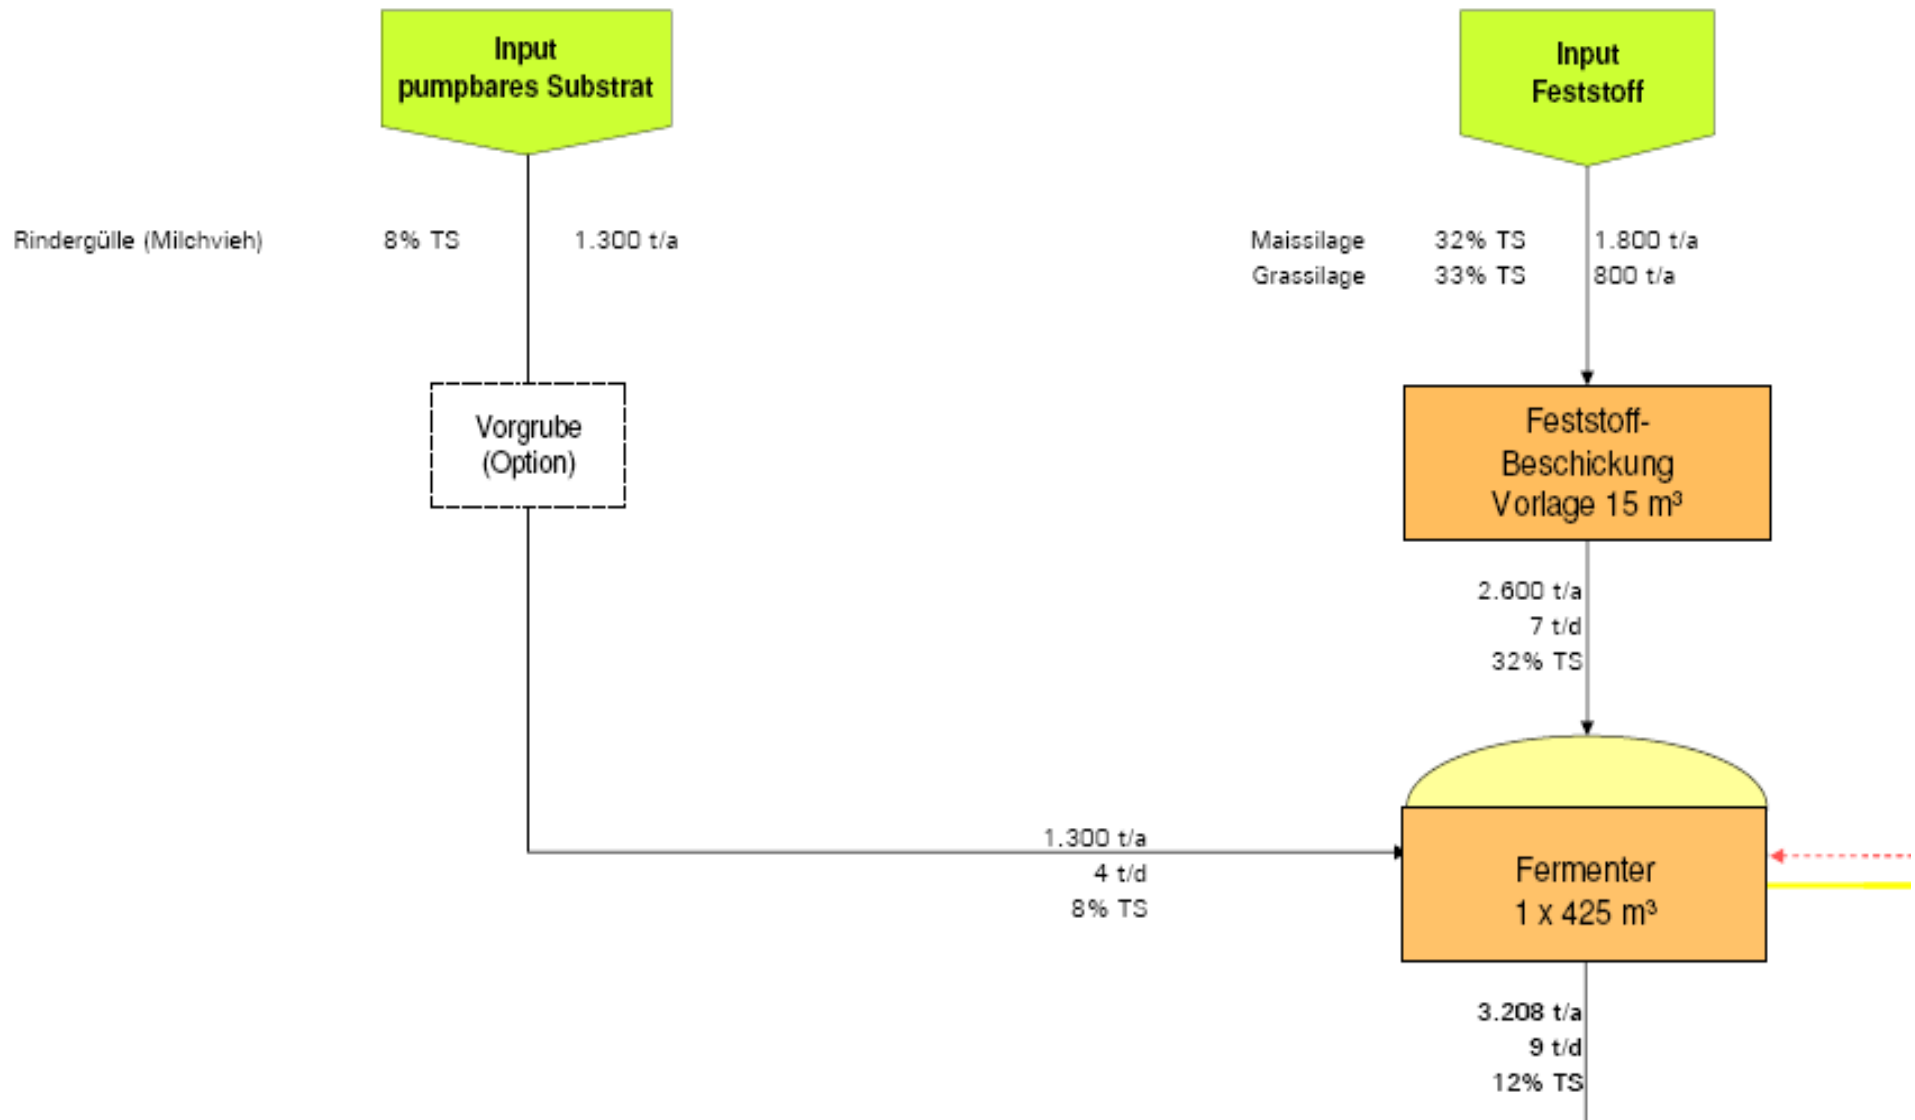 Input
pumpbares Substrat
Input
Feststoff
Rindergülle (Milchvieh) 8% TS 1.300 t/a
Maissilage 32% TS 1.800 t/a
Grassilage 33% TS 800 t/a
Vorgrube
(Option)
Feststoff-
Beschickung
Vorlage 15 m³
2.600 t/a
7 t/d
32% TS
1.300 t/a
4 t/d
8% TS
Fermenter
1 x 425 m³
3.208 t/a
9 t/d
12% TS